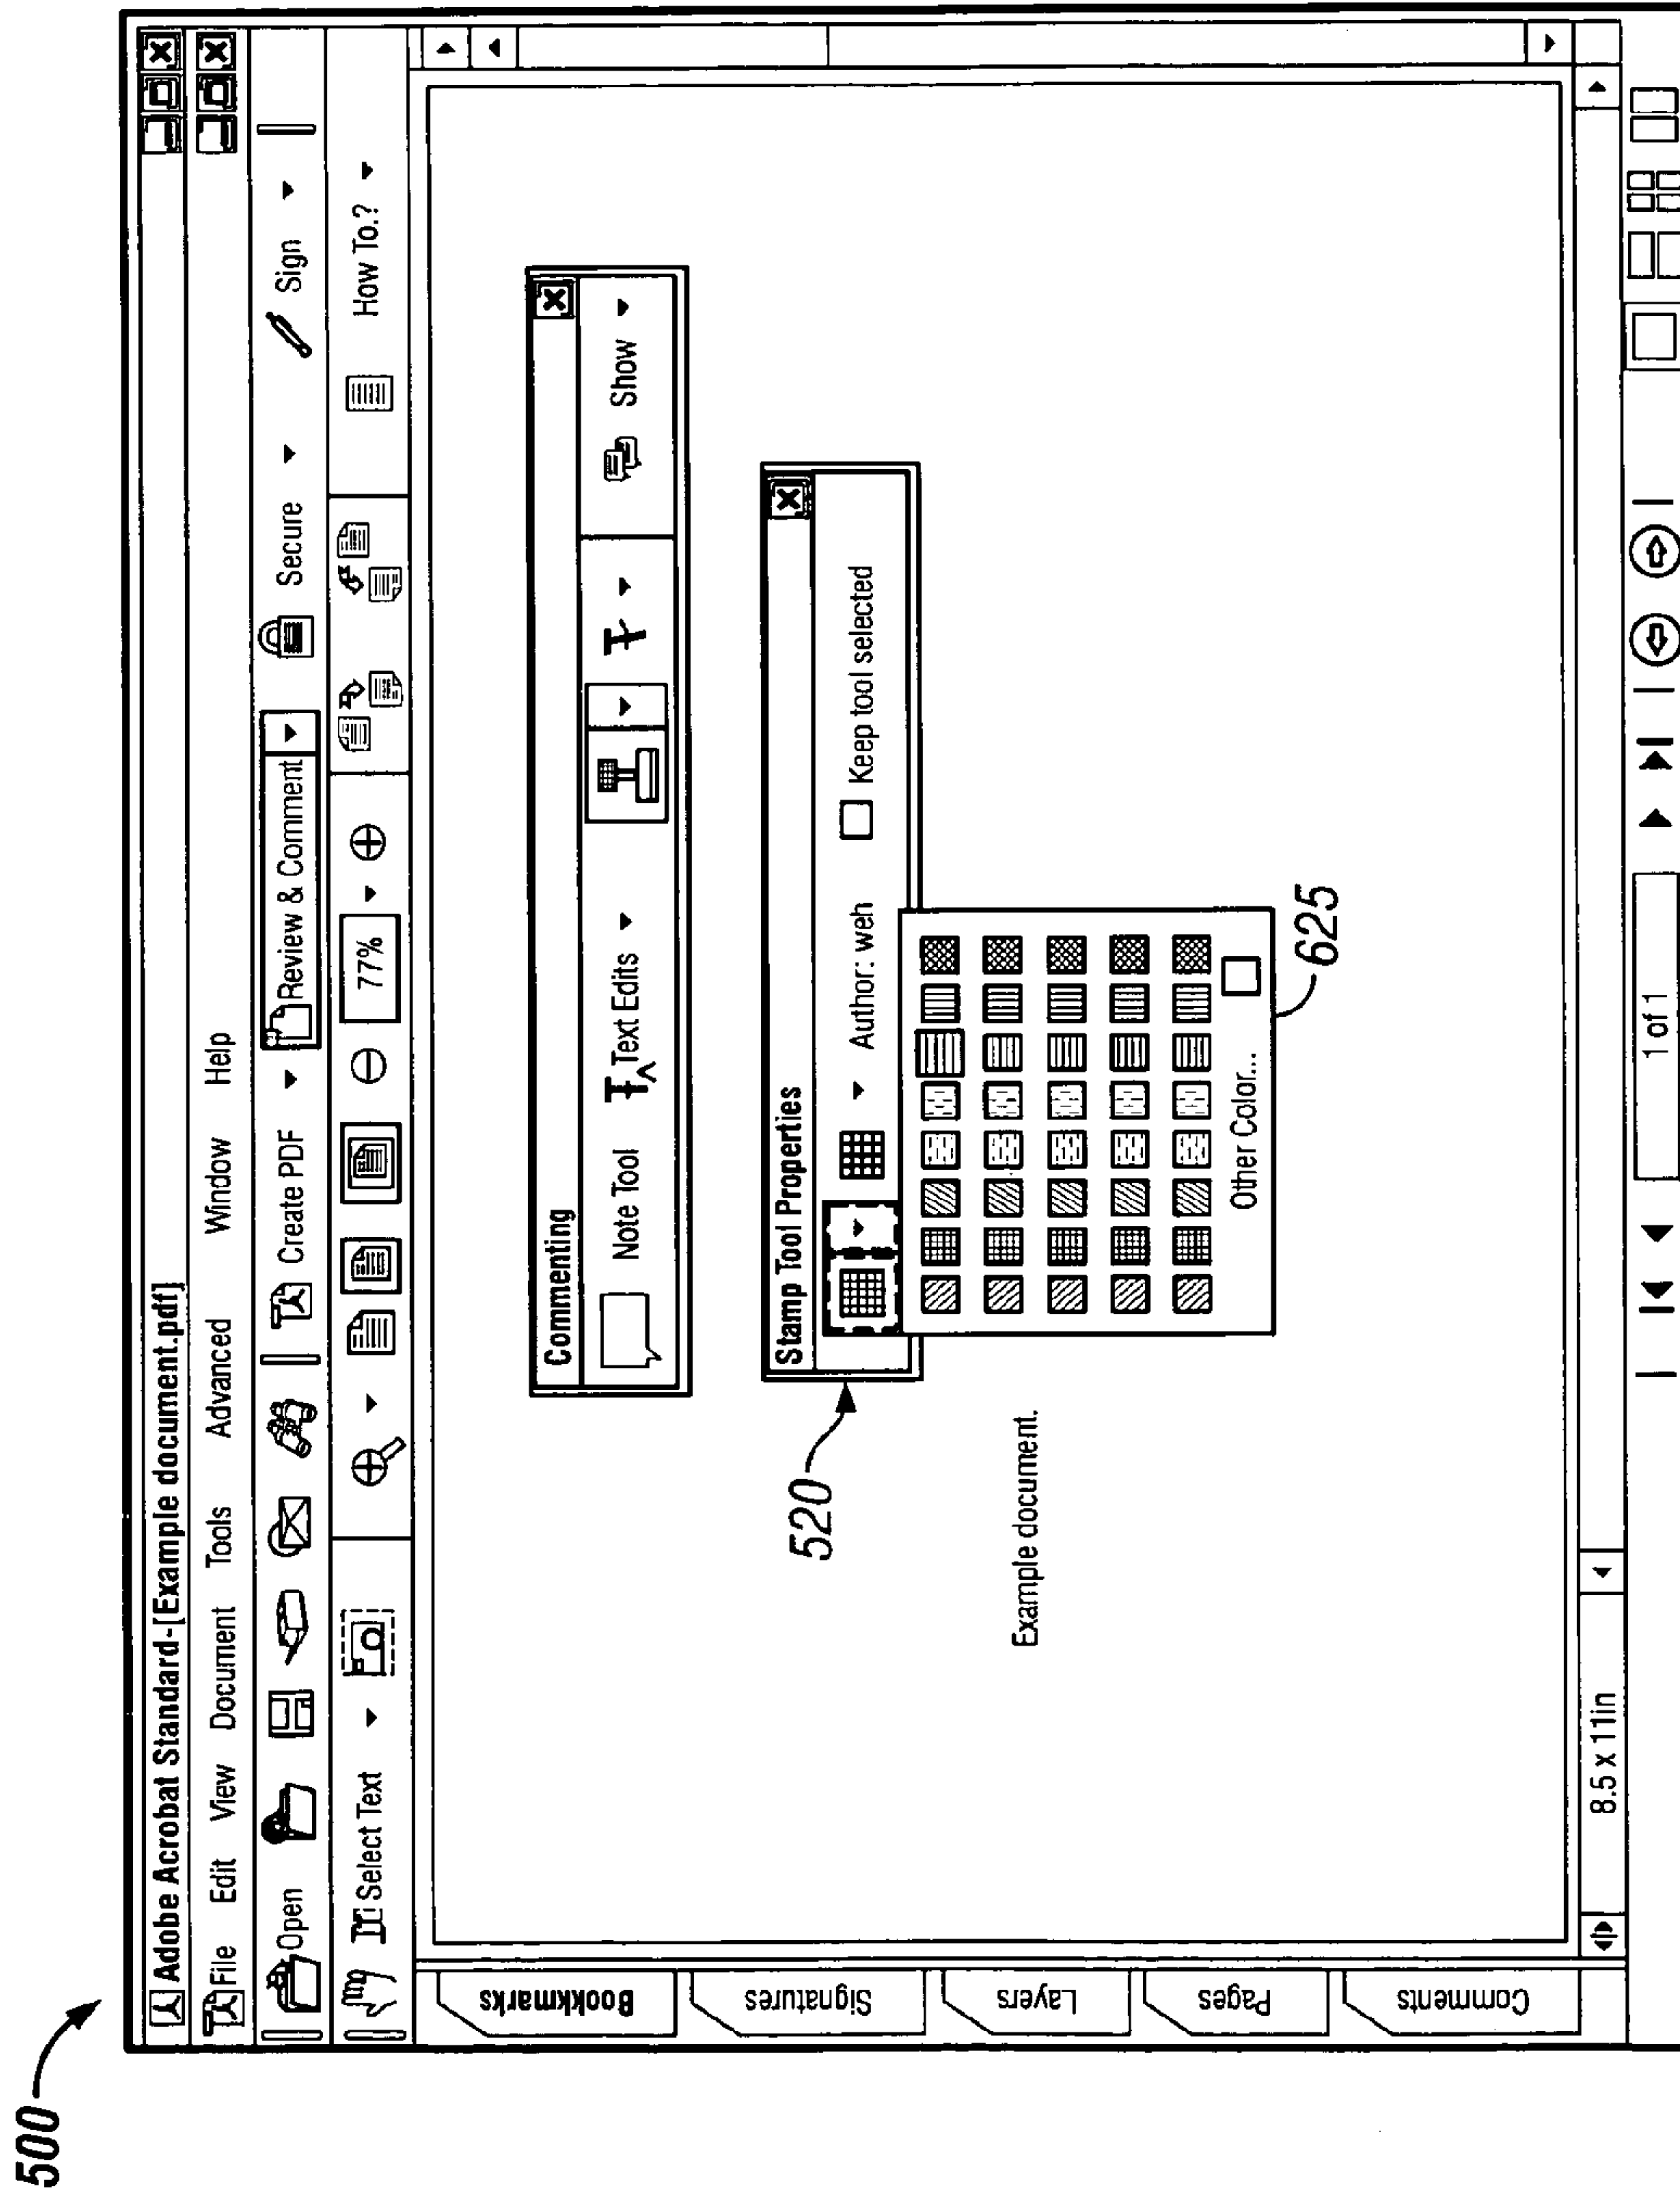 500
Adobe Acrobat Standard-[Example document.pdf]
File Edit View Document Tools Advanced Window Help
Open Create PDF Review & Comment Secure Sign
Select Text 77% How To.?
Bookmarks
Signatures
Layers
Pages
Comments
Commenting
Note Tool Text Edits Show
520
Stamp Tool Properties
Author: weh Keep tool selected
Other Color...
625
Example document.
8.5 x 11in
1 of 1